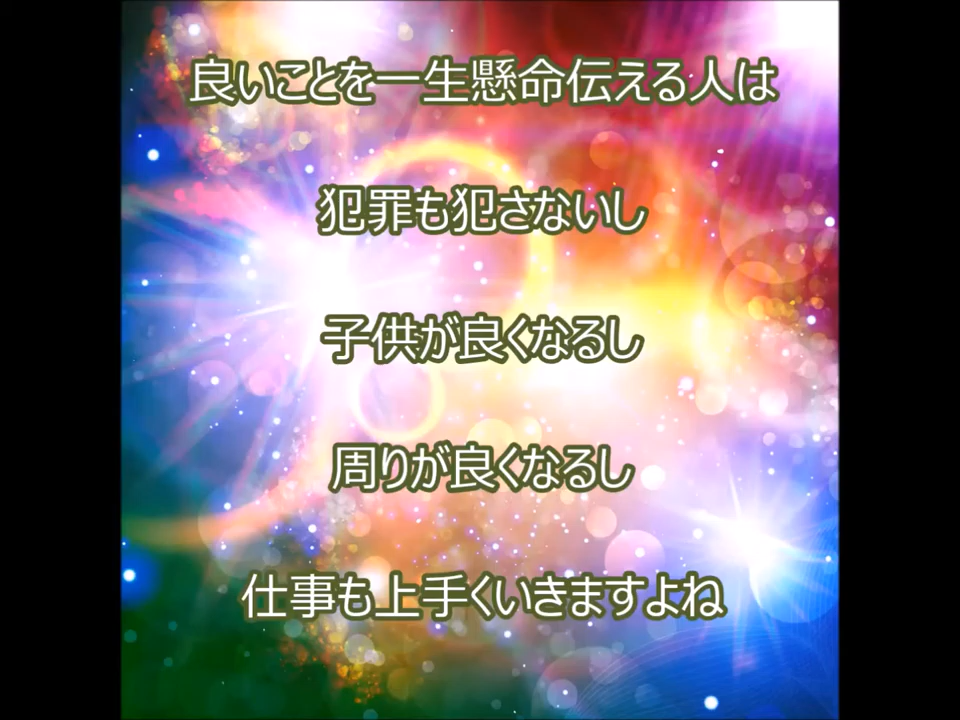 良いことを一生懸命伝える人は
犯罪も犯さないし
子供が良くなるし
周りが良くなるし
仕事も上手くいきますよね